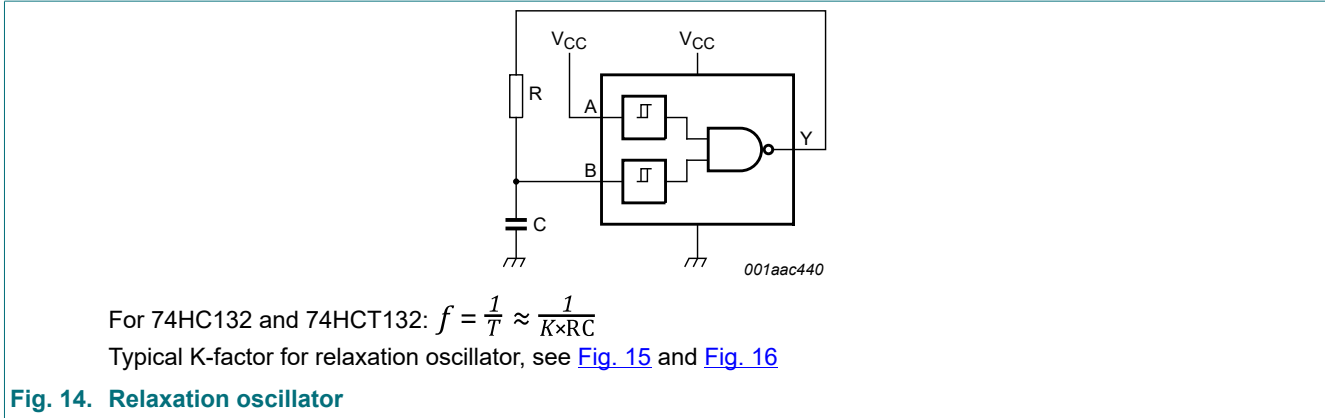 VCC VCC
R
A
Y
B
C
001aac440
For 74HC132 and 74HCT132: f = 1/T ≈ 1/(K×RC)
Typical K-factor for relaxation oscillator, see Fig. 15 and Fig. 16
Fig. 14. Relaxation oscillator